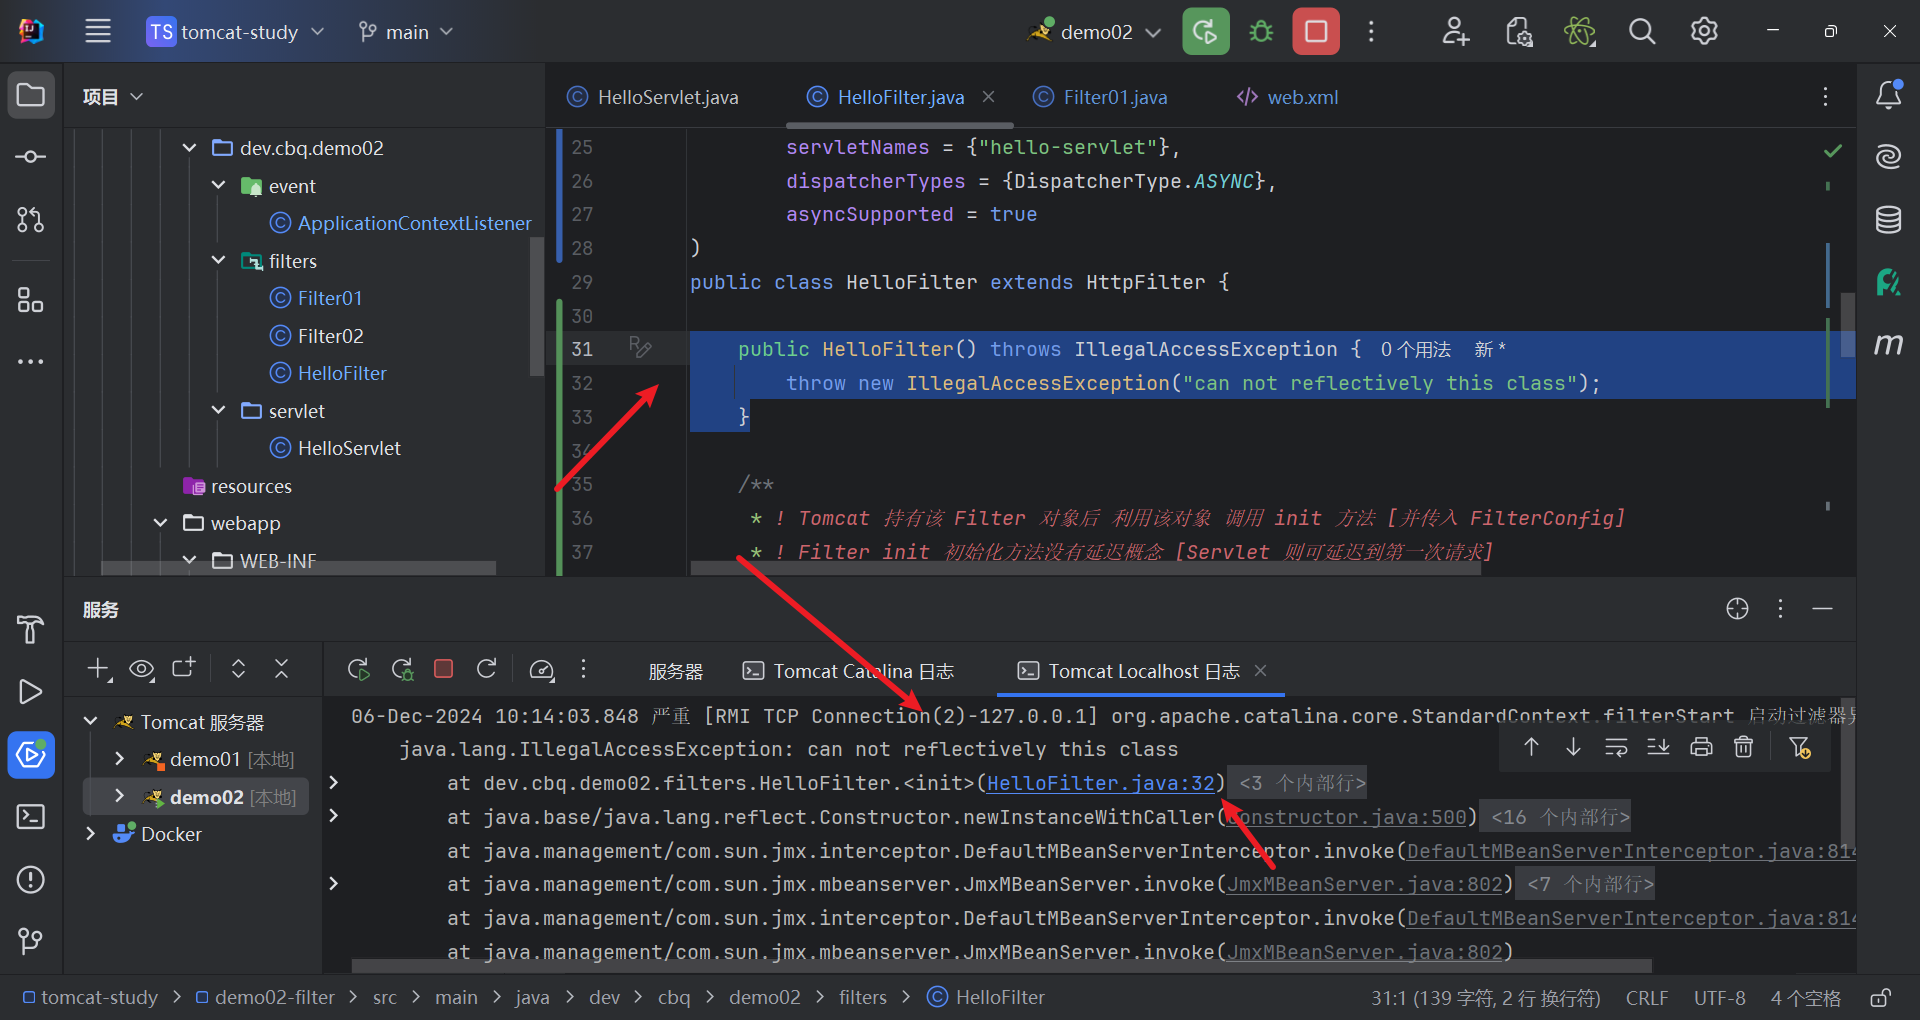 TS tomcat-study
main
demo02
项目
HelloServlet.java
HelloFilter.java
Filter01.java
web.xml
dev.cbq.demo02
event
ApplicationContextListener
filters
Filter01
Filter02
HelloFilter
servlet
HelloServlet
resources
webapp
WEB-INF
25 servletNames = {"hello-servlet"},
26 dispatcherTypes = {DispatcherType.ASYNC},
27 asyncSupported = true
28 )
29 public class HelloFilter extends HttpFilter {
30
31 public HelloFilter() throws IllegalAccessException { 0 个用法 新 *
32 throw new IllegalAccessException("can not reflectively this class");
33 }
34
35 /**
36 * ! Tomcat 持有该 Filter 对象后 利用该对象 调用 init 方法 [并传入 FilterConfig]
37 * ! Filter init 初始化方法没有延迟概念 [Servlet 则可延迟到第一次请求]
服务
服务器
Tomcat Catalina 日志
Tomcat Localhost 日志
Tomcat 服务器
demo01 [本地]
demo02 [本地]
Docker
06-Dec-2024 10:14:03.848 严重 [RMI TCP Connection(2)-127.0.0.1] org.apache.catalina.core.StandardContext.filterStart 启动过滤器异
java.lang.IllegalAccessException: can not reflectively this class
at dev.cbq.demo02.filters.HelloFilter.<init>(HelloFilter.java:32) <3 个内部行>
at java.base/java.lang.reflect.Constructor.newInstanceWithCaller(Constructor.java:500) <16 个内部行>
at java.management/com.sun.jmx.interceptor.DefaultMBeanServerInterceptor.invoke(DefaultMBeanServerInterceptor.java:814
at java.management/com.sun.jmx.mbeanserver.JmxMBeanServer.invoke(JmxMBeanServer.java:802) <7 个内部行>
at java.management/com.sun.jmx.interceptor.DefaultMBeanServerInterceptor.invoke(DefaultMBeanServerInterceptor.java:814
at java.management/com.sun.jmx.mbeanserver.JmxMBeanServer.invoke(JmxMBeanServer.java:802)
tomcat-study > demo02-filter > src > main > java > dev > cbq > demo02 > filters > HelloFilter
31:1 (139 字符, 2 行 换行符) CRLF UTF-8 4 个空格